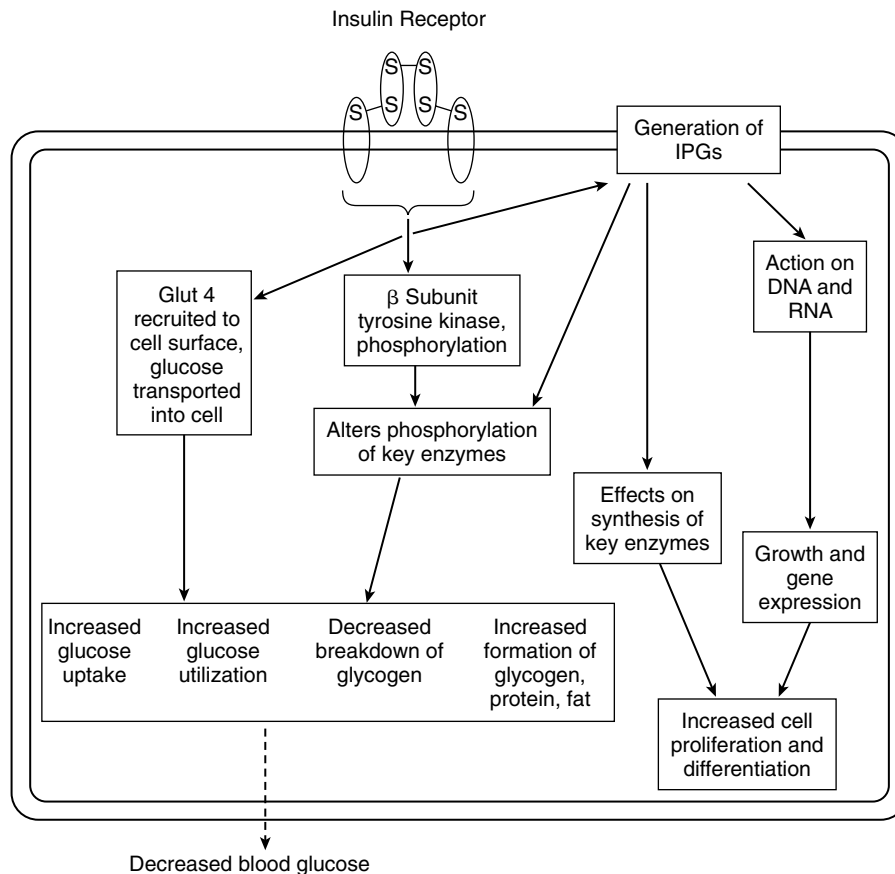 Insulin Receptor
S S
S S
S S
Generation of
IPGs
Glut 4
recruited to
cell surface,
glucose
transported
into cell
β Subunit
tyrosine kinase,
phosphorylation
Action on
DNA and
RNA
Alters phosphorylation
of key enzymes
Effects on
synthesis of
key enzymes
Growth and
gene
expression
Increased
glucose
uptake
Increased
glucose
utilization
Decreased
breakdown of
glycogen
Increased
formation of
glycogen,
protein, fat
Increased cell
proliferation and
differentiation
Decreased blood glucose